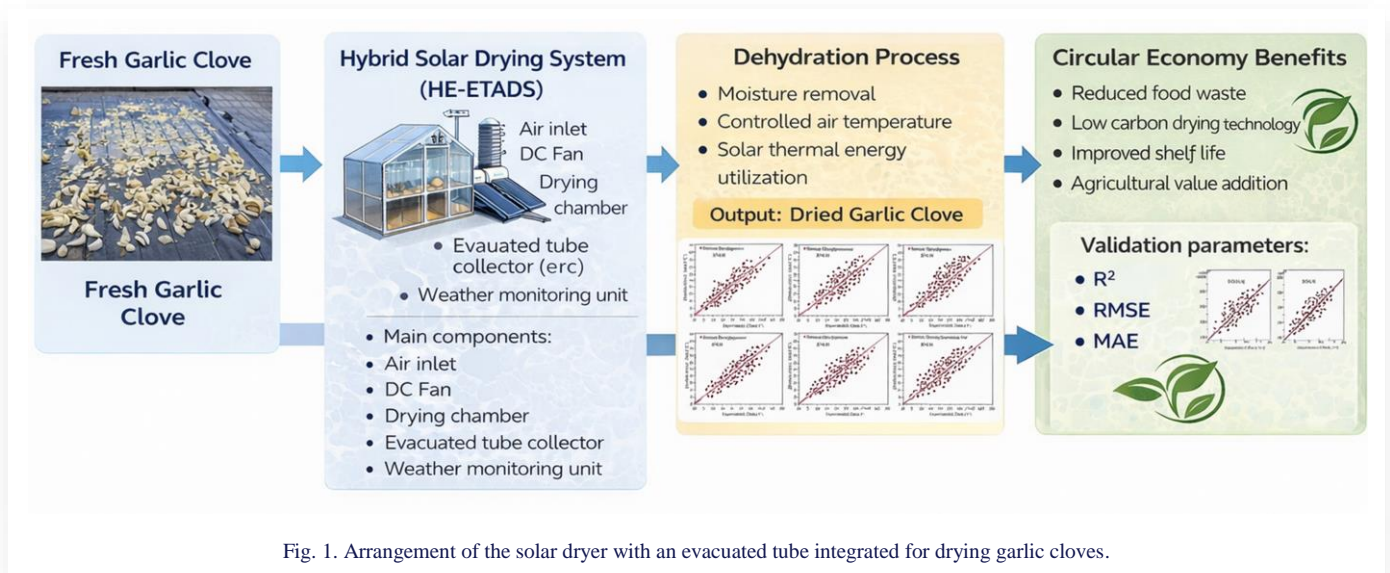 Fresh Garlic Clove
Fresh Garlic
Clove
Hybrid Solar Drying System
(HE-ETADS)
Air inlet
DC Fan
Drying
chamber
• Evauated tube
collector (erc)
• Weather monitoring unit
• Main components:
• Air inlet
• DC Fan
• Drying chamber
• Evacuated tube collector
• Weather monitoring unit
Dehydration Process
• Moisture removal
• Controlled air temperature
• Solar thermal energy
utilization
Output: Dried Garlic Clove
Circular Economy Benefits
• Reduced food waste
• Low carbon drying technology
• Improved shelf life
• Agricultural value addition
Validation parameters:
• R²
• RMSE
• MAE
Fig. 1. Arrangement of the solar dryer with an evacuated tube integrated for drying garlic cloves.